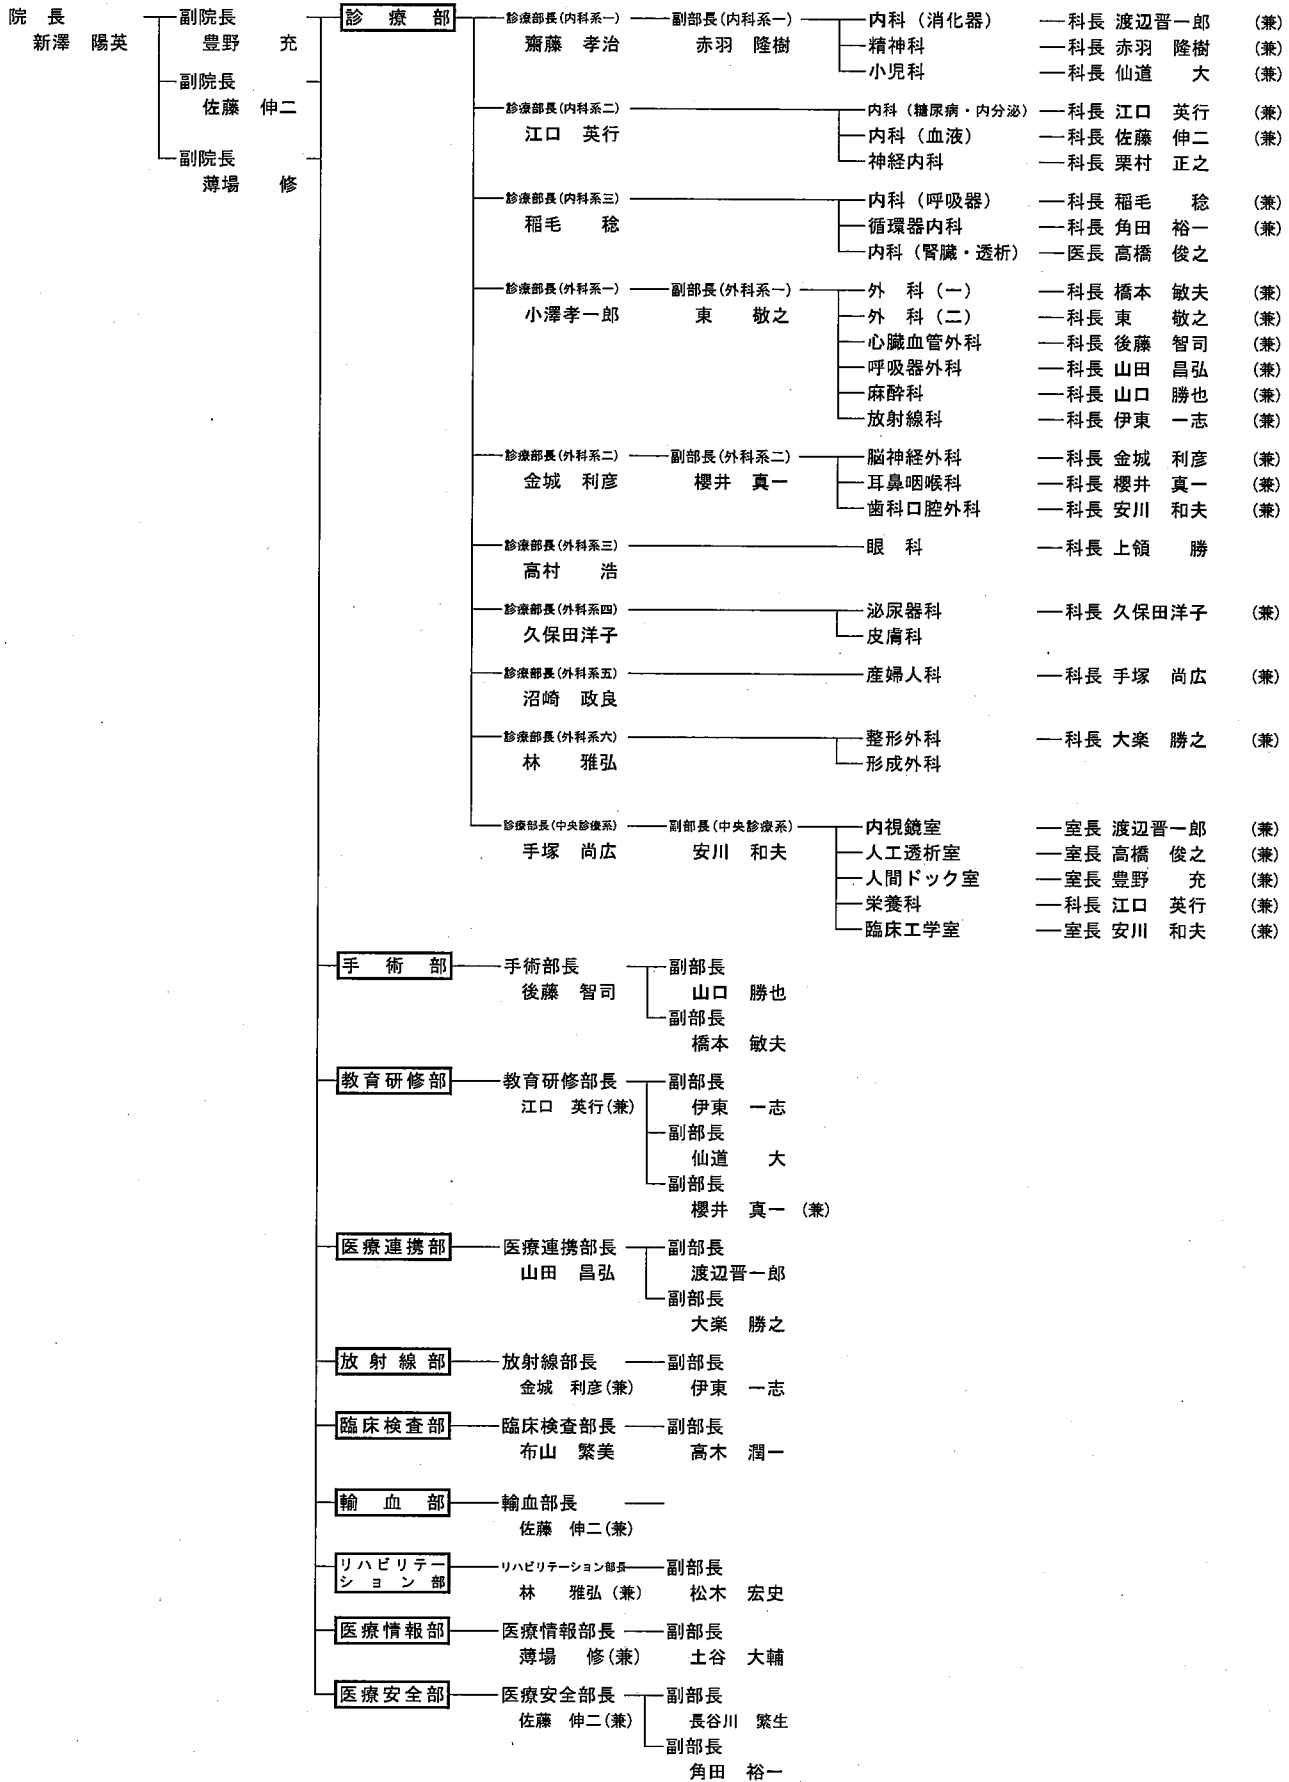 院　長　副院長　診療部　診療部長(内科系一)　副部長(内科系一)　内科（消化器）　科長 渡辺晋一郎　(兼)
新澤　陽英　豊野　　充　齋藤　孝治　赤羽　隆樹　精神科　科長 赤羽　隆樹　(兼)
小児科　科長 仙道　　大　(兼)
副院長
佐藤　伸二　診療部長(内科系二)　内科（糖尿病・内分泌）　科長 江口　英行　(兼)
江口　英行　内科（血液）　科長 佐藤　伸二　(兼)
副院長　神経内科　科長 栗村　正之
薄場　　修
診療部長(内科系三)　内科（呼吸器）　科長 稲毛　　稔　(兼)
稲毛　　稔　循環器内科　科長 角田　裕一　(兼)
内科（腎臓・透析）　医長 高橋　俊之
診療部長(外科系一)　副部長(外科系一)　外　科（一）　科長 橋本　敏夫　(兼)
小澤孝一郎　東　　敬之　外　科（二）　科長 東　　敬之　(兼)
心臓血管外科　科長 後藤　智司　(兼)
呼吸器外科　科長 山田　昌弘　(兼)
麻酔科　科長 山口　勝也　(兼)
放射線科　科長 伊東　一志　(兼)
診療部長(外科系二)　副部長(外科系二)　脳神経外科　科長 金城　利彦　(兼)
金城　利彦　櫻井　真一　耳鼻咽喉科　科長 櫻井　真一　(兼)
歯科口腔外科　科長 安川　和夫　(兼)
診療部長(外科系三)　眼　科　科長 上領　　勝
高村　　浩
診療部長(外科系四)　泌尿器科　科長 久保田洋子　(兼)
久保田洋子　皮膚科
診療部長(外科系五)　産婦人科　科長 手塚　尚広　(兼)
沼崎　政良
診療部長(外科系六)　整形外科　科長 大楽　勝之　(兼)
林　　雅弘　形成外科
診療部長(中央診療系)　副部長(中央診療系)　内視鏡室　室長 渡辺晋一郎　(兼)
手塚　尚広　安川　和夫　人工透析室　室長 高橋　俊之　(兼)
人間ドック室　室長 豊野　　充　(兼)
栄養科　科長 江口　英行　(兼)
臨床工学室　室長 安川　和夫　(兼)
手術部　手術部長　副部長
後藤　智司　山口　勝也
副部長
橋本　敏夫
教育研修部　教育研修部長　副部長
江口　英行(兼)　伊東　一志
副部長
仙道　　大
副部長
櫻井　真一　(兼)
医療連携部　医療連携部長　副部長
山田　昌弘　渡辺晋一郎
副部長
大楽　勝之
放射線部　放射線部長　副部長
金城　利彦(兼)　伊東　一志
臨床検査部　臨床検査部長　副部長
布山　繁美　高木　潤一
輸血部　輸血部長
佐藤　伸二(兼)
リハビリテー　リハビリテーション部長　副部長
ション部　林　　雅弘（兼）　松木　宏史
医療情報部　医療情報部長　副部長
薄場　　修(兼)　土谷　大輔
医療安全部　医療安全部長　副部長
佐藤　伸二(兼)　長谷川　繁生
副部長
角田　裕一